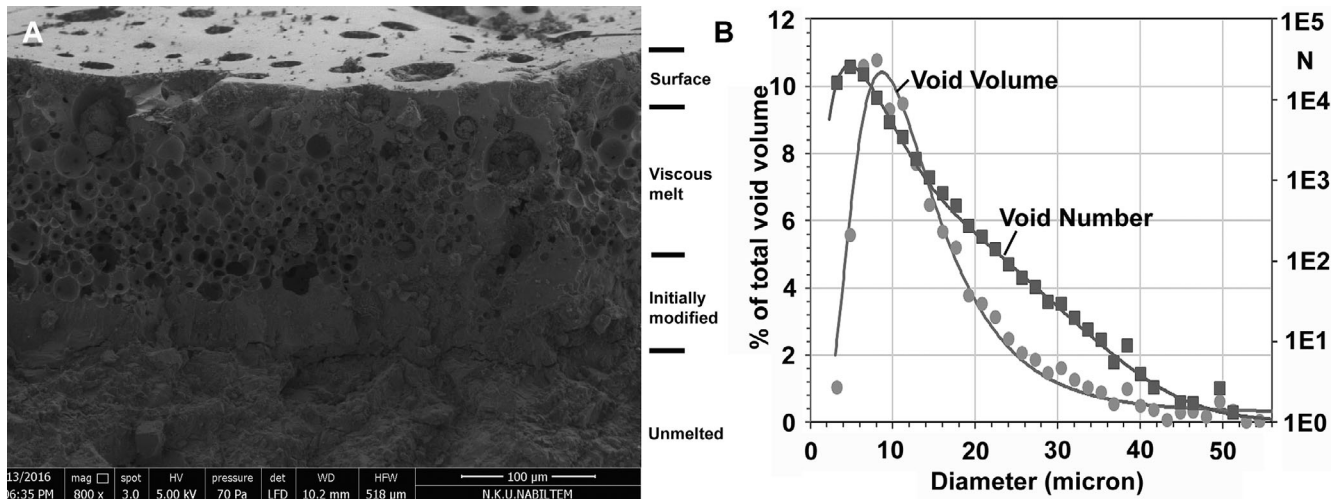 A
Surface
Viscous
melt
Initially
modified
Unmelted
13/2016
06:35 PM
mag
800 x
spot
3.0
HV
5.00 kV
pressure
70 Pa
det
LFD
WD
10.2 mm
HFW
518 µm
100 µm
N.K.U.NABILTEM
B
% of total void volume
12
10
8
6
4
2
0
Void Volume
Void Number
1E5
N
1E4
1E3
1E2
1E1
1E0
0 10 20 30 40 50
Diameter (micron)